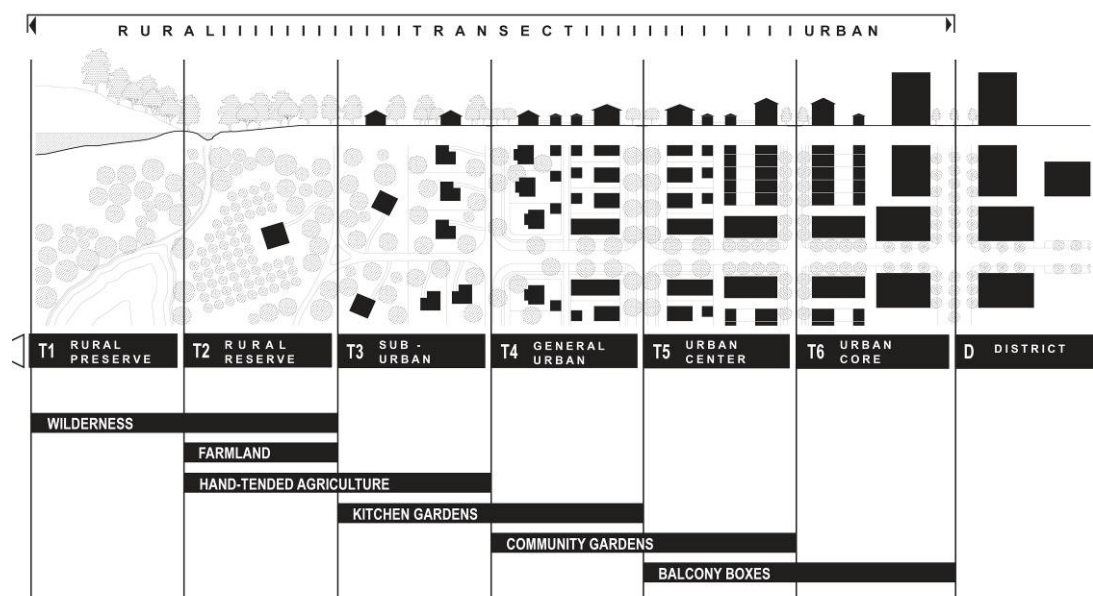 RURAL I I I I I I I I I I I I I TRANSECT I I I I I I I I I I I I URBAN
T1 RURAL PRESERVE
T2 RURAL RESERVE
T3 SUB-URBAN
T4 GENERAL URBAN
T5 URBAN CENTER
T6 URBAN CORE
D DISTRICT
WILDERNESS
FARMLAND
HAND-TENDED AGRICULTURE
KITCHEN GARDENS
COMMUNITY GARDENS
BALCONY BOXES